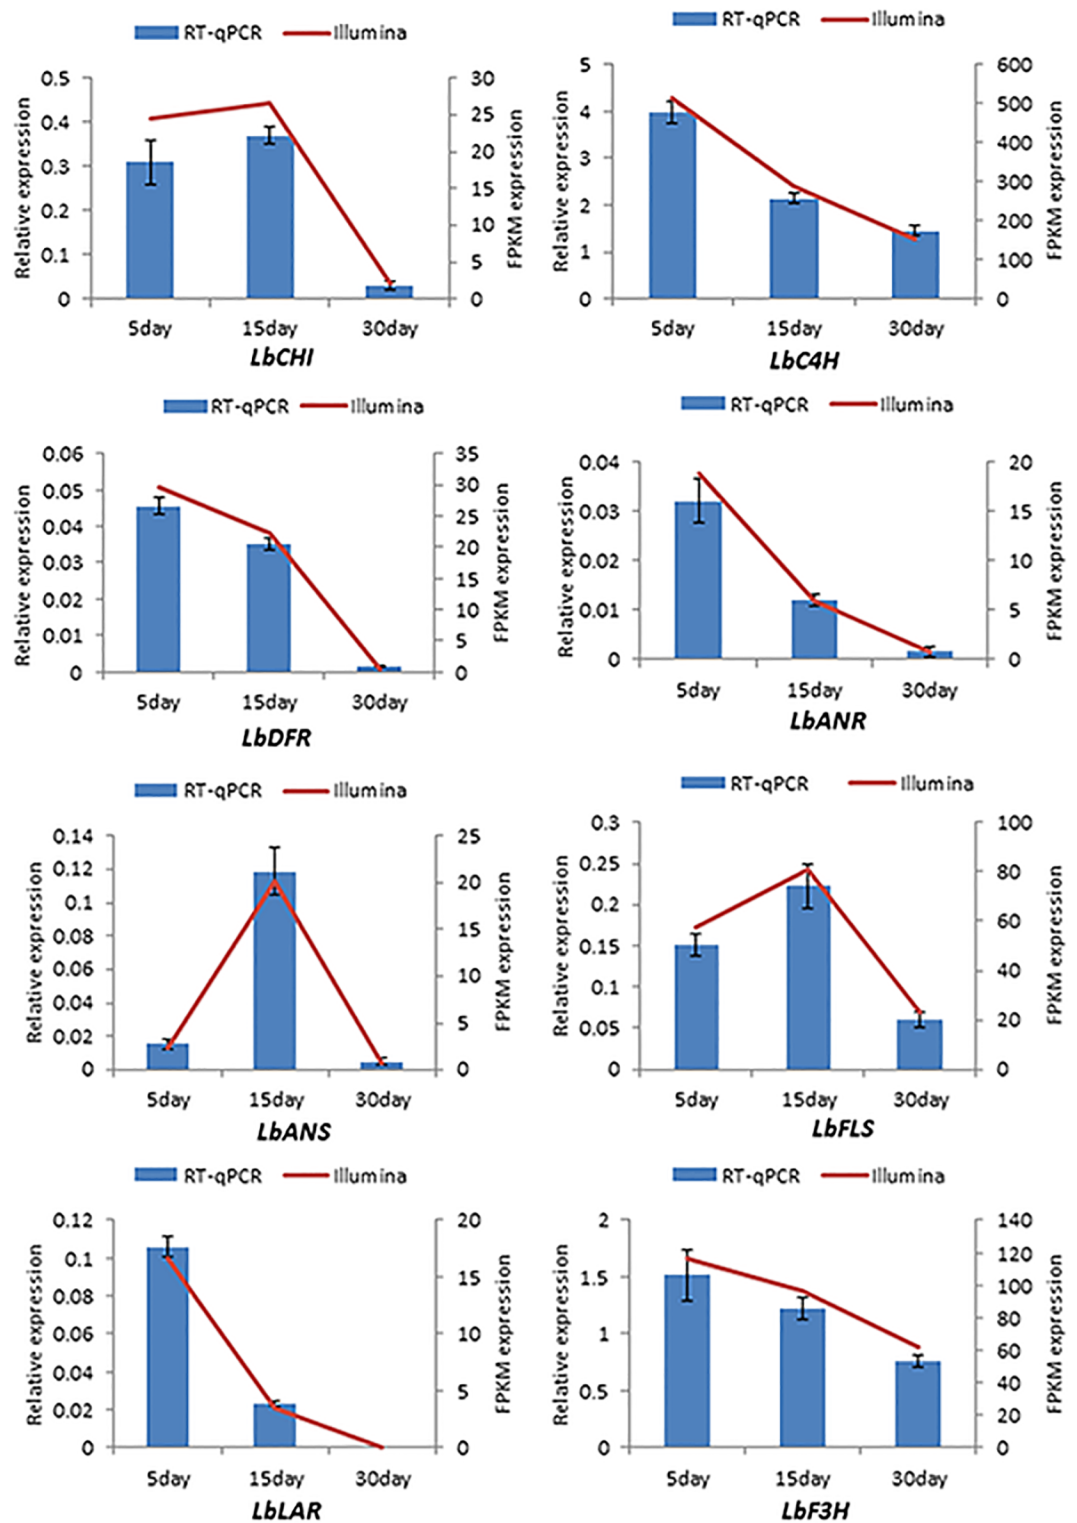 RT-qPCR Illumina
Relative expression
0.5
0.4
0.3
0.2
0.1
0
30
25
20
15
10
5
0
FPKM expression
5day 15day 30day
LbCHI
RT-qPCR Illumina
Relative expression
5
4
3
2
1
0
600
500
400
300
200
100
0
FPKM expression
5day 15day 30day
LbC4H
RT-qPCR Illumina
Relative expression
0.06
0.05
0.04
0.03
0.02
0.01
0
35
30
25
20
15
10
5
0
FPKM expression
5day 15day 30day
LbDFR
RT-qPCR Illumina
Relative expression
0.04
0.03
0.02
0.01
0
20
15
10
5
0
FPKM expression
5day 15day 30day
LbANR
RT-qPCR Illumina
Relative expression
0.14
0.12
0.1
0.08
0.06
0.04
0.02
0
25
20
15
10
5
0
FPKM expression
5day 15day 30day
LbANS
RT-qPCR Illumina
Relative expression
0.3
0.25
0.2
0.15
0.1
0.05
0
100
80
60
40
20
0
FPKM expression
5day 15day 30day
LbFLS
RT-qPCR Illumina
Relative expression
0.12
0.1
0.08
0.06
0.04
0.02
0
20
15
10
5
0
FPKM expression
5day 15day 30day
LbLAR
RT-qPCR Illumina
Relative expression
2
1.5
1
0.5
0
140
120
100
80
60
40
20
0
FPKM expression
5day 15day 30day
LbF3H